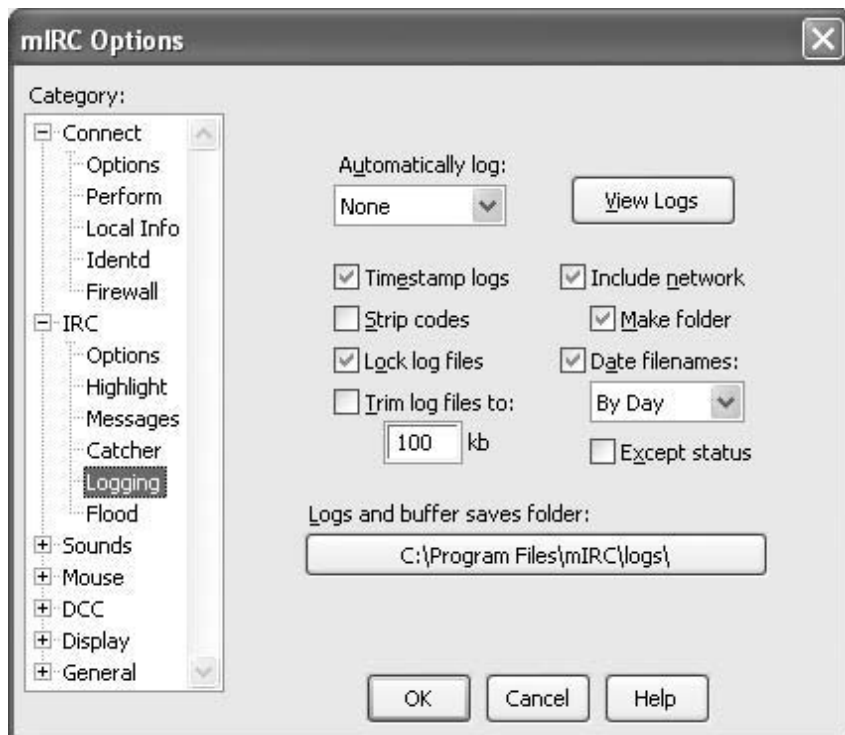 mIRC Options
Category:
Connect
Options
Perform
Local Info
Identd
Firewall
IRC
Options
Highlight
Messages
Catcher
Logging
Flood
Sounds
Mouse
DCC
Display
General
Automatically log:
None
View Logs
Timestamp logs
Include network
Strip codes
Make folder
Lock log files
Date filenames:
Trim log files to:
By Day
100 kb
Except status
Logs and buffer saves folder:
C:\Program Files\mIRC\logs\
OK
Cancel
Help